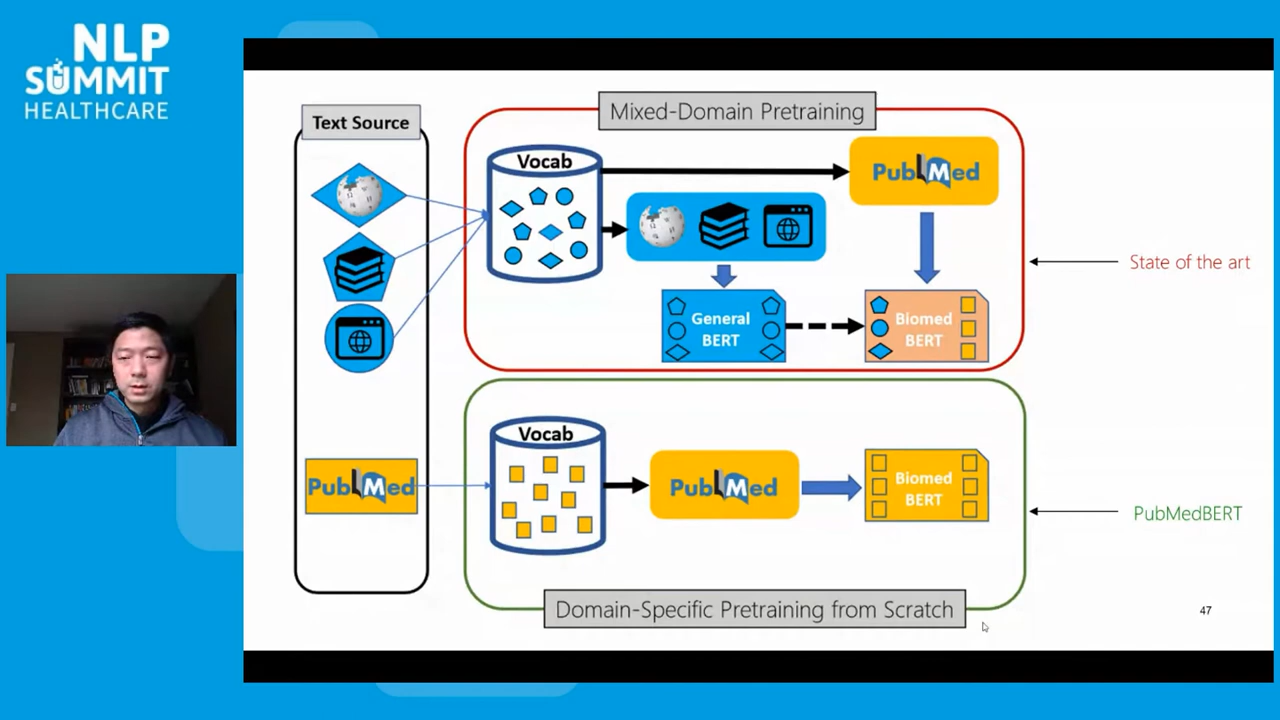 NLP
SUMMIT
HEALTHCARE
Text Source
Mixed-Domain Pretraining
Vocab
PubMed
General
BERT
Biomed
BERT
State of the art
PubMed
Vocab
PubMed
Biomed
BERT
PubMedBERT
Domain-Specific Pretraining from Scratch
47